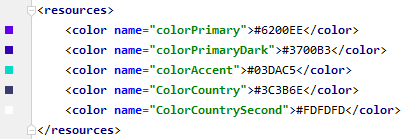 <resources>
<color name="colorPrimary">#6200EE</color>
<color name="colorPrimaryDark">#3700B3</color>
<color name="colorAccent">#03DAC5</color>
<color name="ColorCountry">#3C3B6E</color>
<color name="ColorCountrySecond">#FDFDFD</color>
</resources>